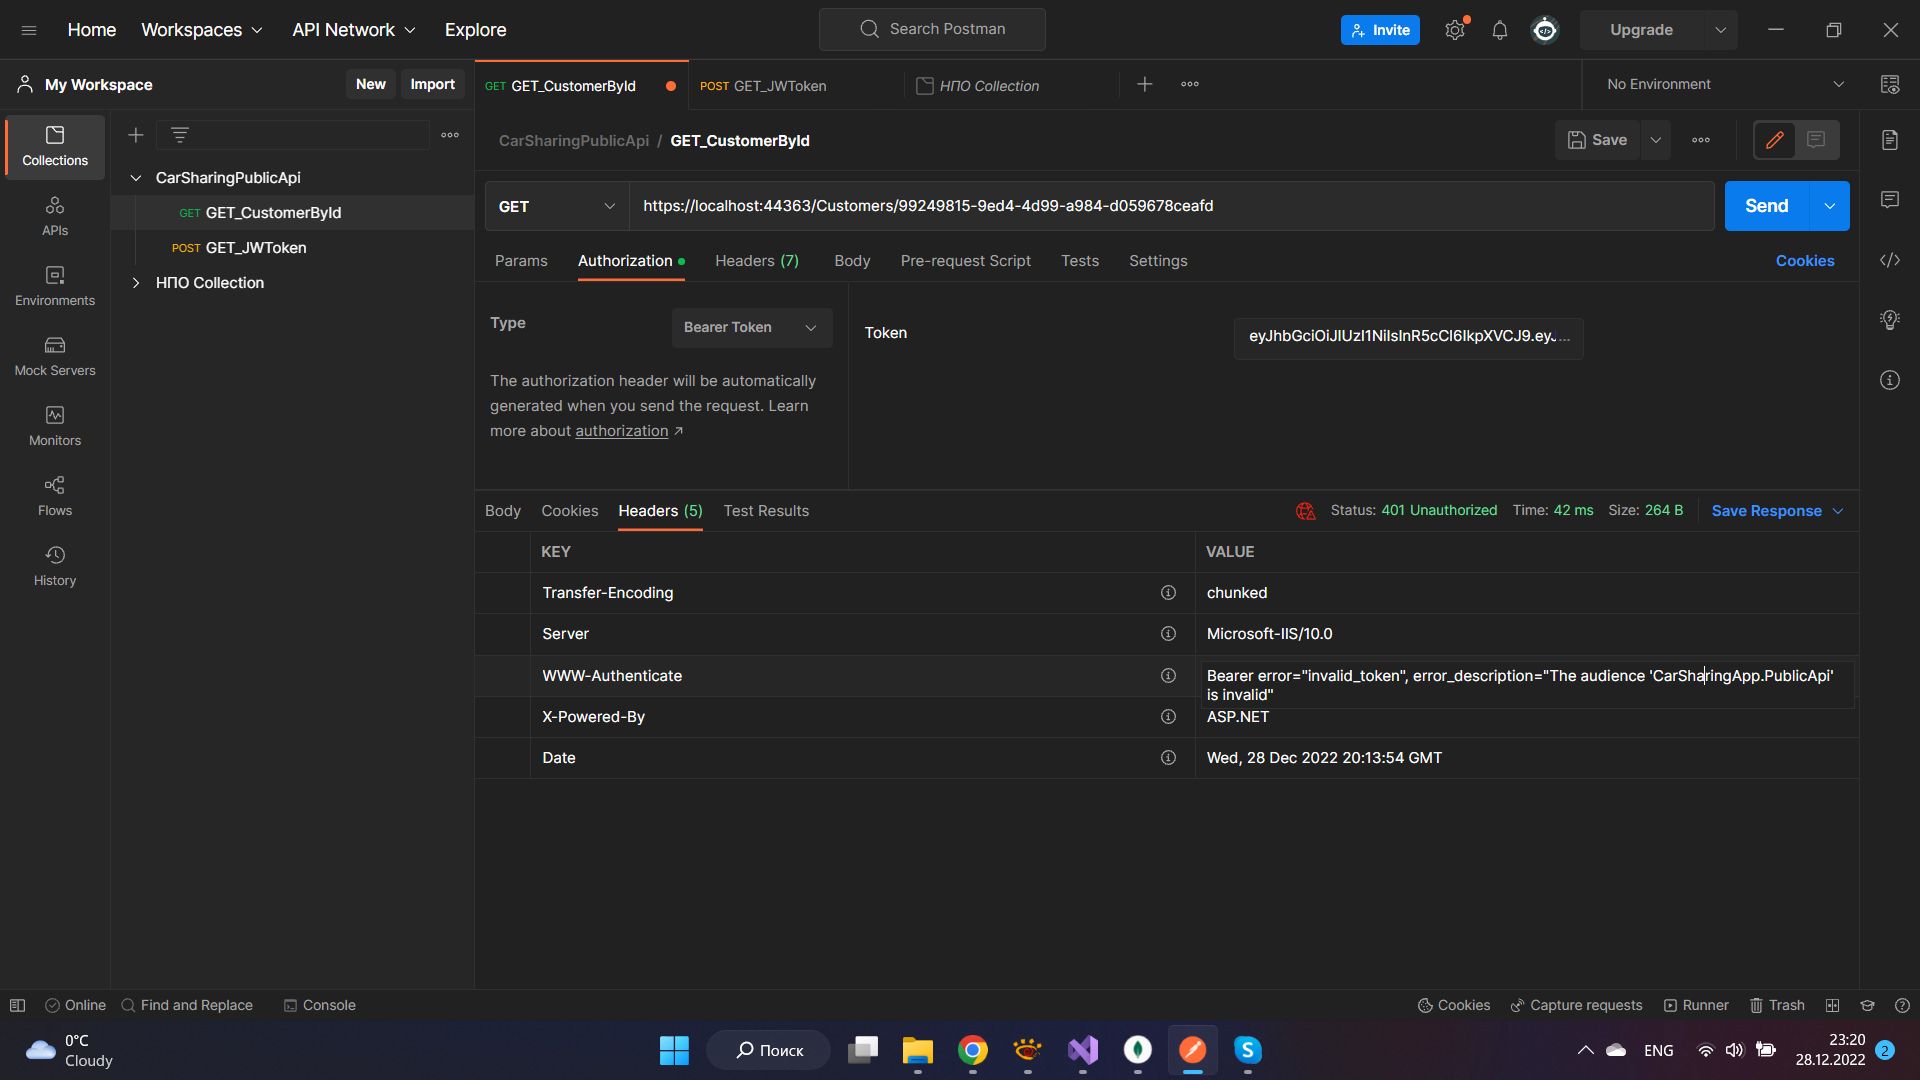 Home Workspaces API Network Explore
Search Postman
Invite
Upgrade
My Workspace New Import
GET GET_CustomerById POST GET_JWToken НПО Collection
No Environment
Collections
APIs
Environments
Mock Servers
Monitors
Flows
History
CarSharingPublicApi
GET GET_CustomerById
POST GET_JWToken
НПО Collection
CarSharingPublicApi / GET_CustomerById
Save
GET https://localhost:44363/Customers/99249815-9ed4-4d99-a984-d059678ceafd
Send
Params Authorization Headers (7) Body Pre-request Script Tests Settings
Cookies
Type Bearer Token
The authorization header will be automatically
generated when you send the request. Learn
more about authorization ↗
Token eyJhbGciOiJIUzI1NiIsInR5cCI6IkpXVCJ9.eyJ...
Body Cookies Headers (5) Test Results
Status: 401 Unauthorized Time: 42 ms Size: 264 B Save Response
KEY VALUE
Transfer-Encoding chunked
Server Microsoft-IIS/10.0
WWW-Authenticate Bearer error="invalid_token", error_description="The audience 'CarSharingApp.PublicApi'
is invalid"
X-Powered-By ASP.NET
Date Wed, 28 Dec 2022 20:13:54 GMT
Online Find and Replace Console
Cookies Capture requests Runner Trash
0°C
Cloudy
Поиск
S
ENG
23:20
28.12.2022
2